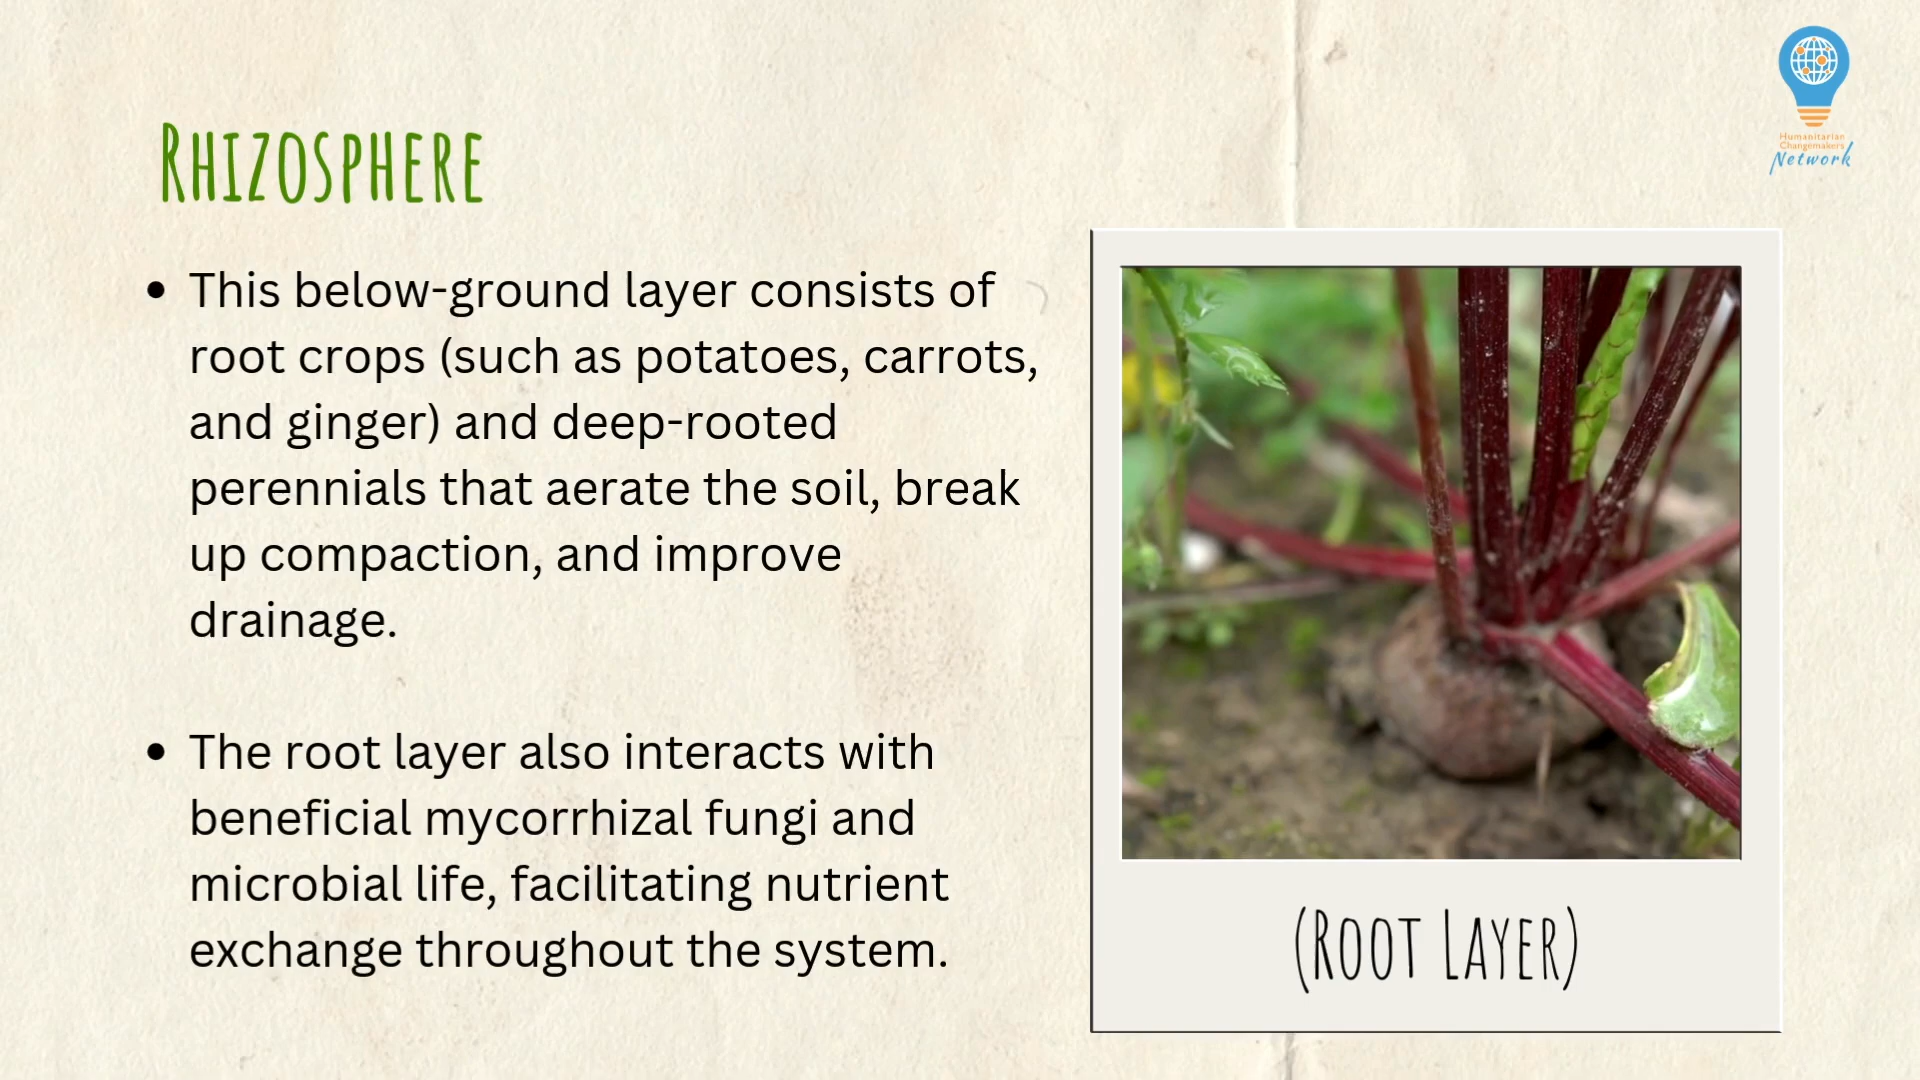 Humanitarian
Changemakers
Network
Rhizosphere
• This below-ground layer consists of
root crops (such as potatoes, carrots,
and ginger) and deep-rooted
perennials that aerate the soil, break
up compaction, and improve
drainage.
• The root layer also interacts with
beneficial mycorrhizal fungi and
microbial life, facilitating nutrient
exchange throughout the system.
(Root Layer)